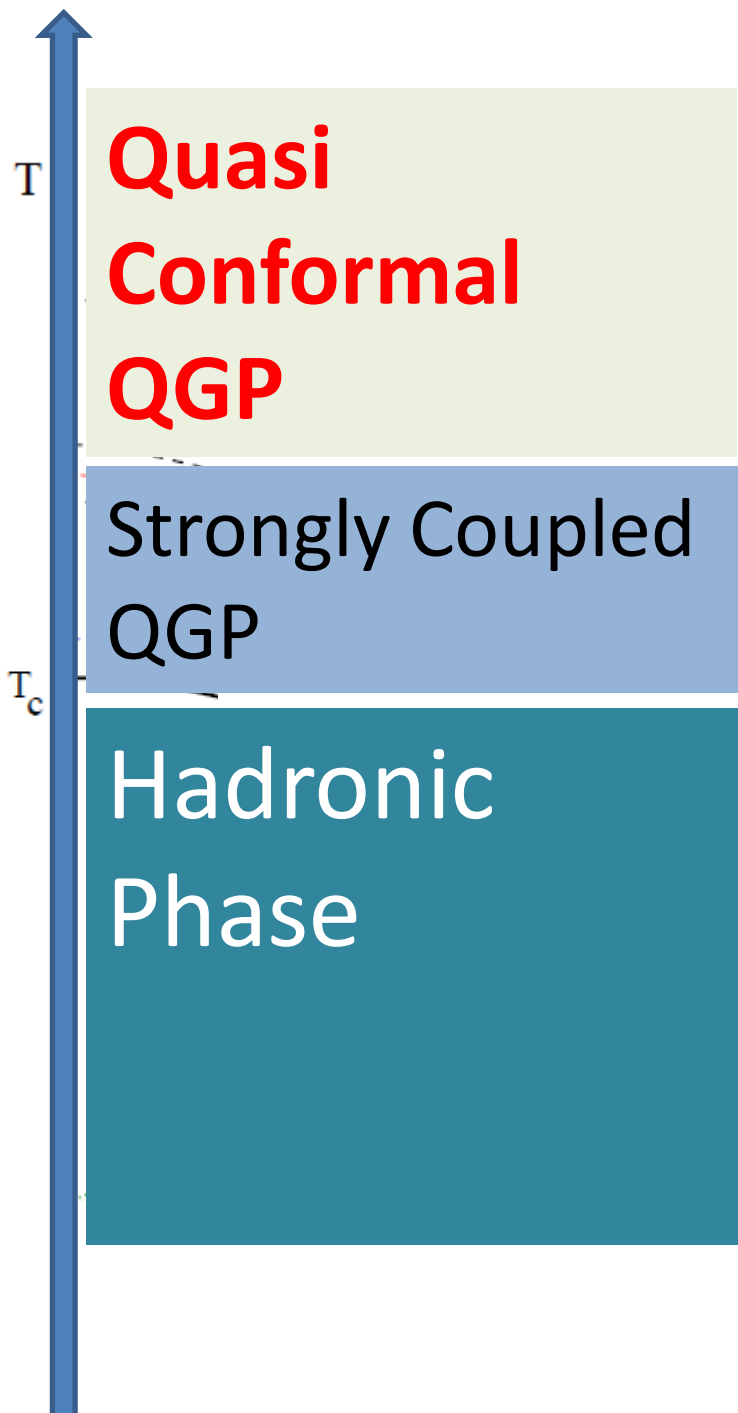 T
Quasi
Conformal
QGP
Strongly Coupled
QGP
Tc
Hadronic
Phase